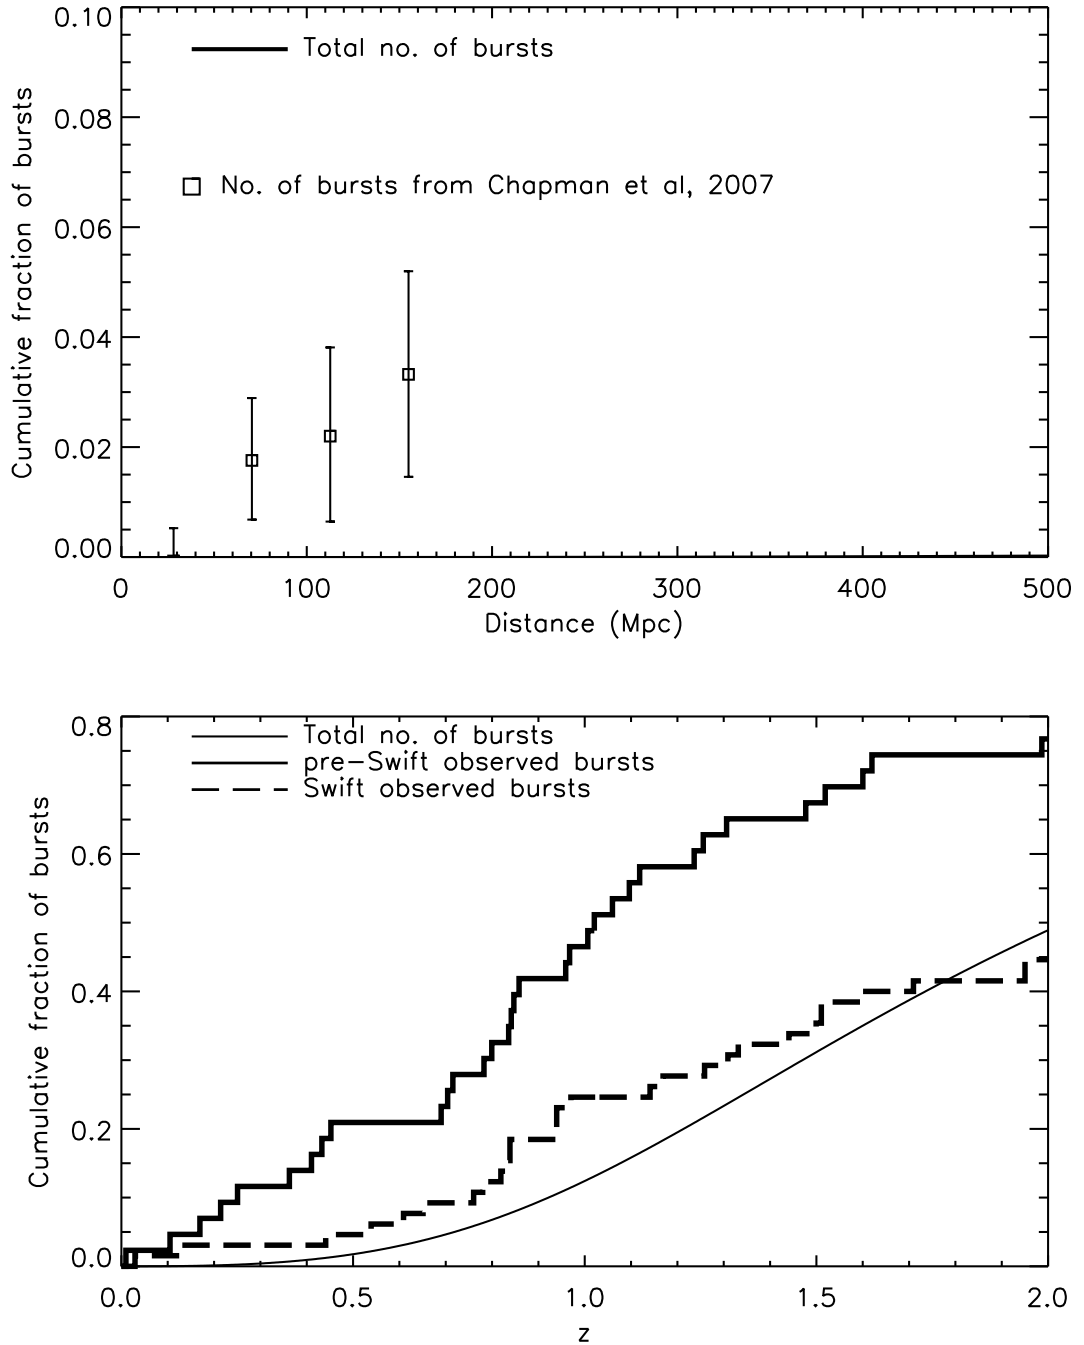 0.10
Total no. of bursts
0.08
No. of bursts from Chapman et al, 2007
0.06
0.04
0.02
0.00
Cumulative fraction of bursts
0 100 200 300 400 500
Distance (Mpc)
0.8
Total no. of bursts
pre-Swift observed bursts
Swift observed bursts
0.6
0.4
0.2
0.0
Cumulative fraction of bursts
0.0 0.5 1.0 1.5 2.0
z